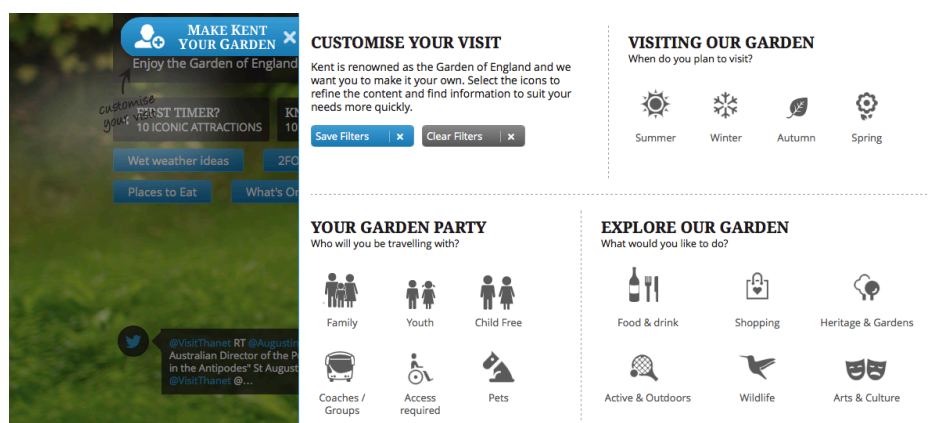 MAKE KENT
YOUR GARDEN
Enjoy the Garden of England
customise
your visit
FIRST TIMER?
10 ICONIC ATTRACTIONS
10
Wet weather ideas
2FO
Places to Eat
What's On
@VisitThanet RT @Augustin
Australian Director of the P
in the Antipodes" St August
@VisitThanet @...
CUSTOMISE YOUR VISIT
Kent is renowned as the Garden of England and we
want you to make it your own. Select the icons to
refine the content and find information to suit your
needs more quickly.
Save Filters
Clear Filters
VISITING OUR GARDEN
When do you plan to visit?
Summer
Winter
Autumn
Spring
YOUR GARDEN PARTY
Who will you be travelling with?
Family
Youth
Child Free
Coaches /
Groups
Access
required
Pets
EXPLORE OUR GARDEN
What would you like to do?
Food & drink
Shopping
Heritage & Gardens
Active & Outdoors
Wildlife
Arts & Culture